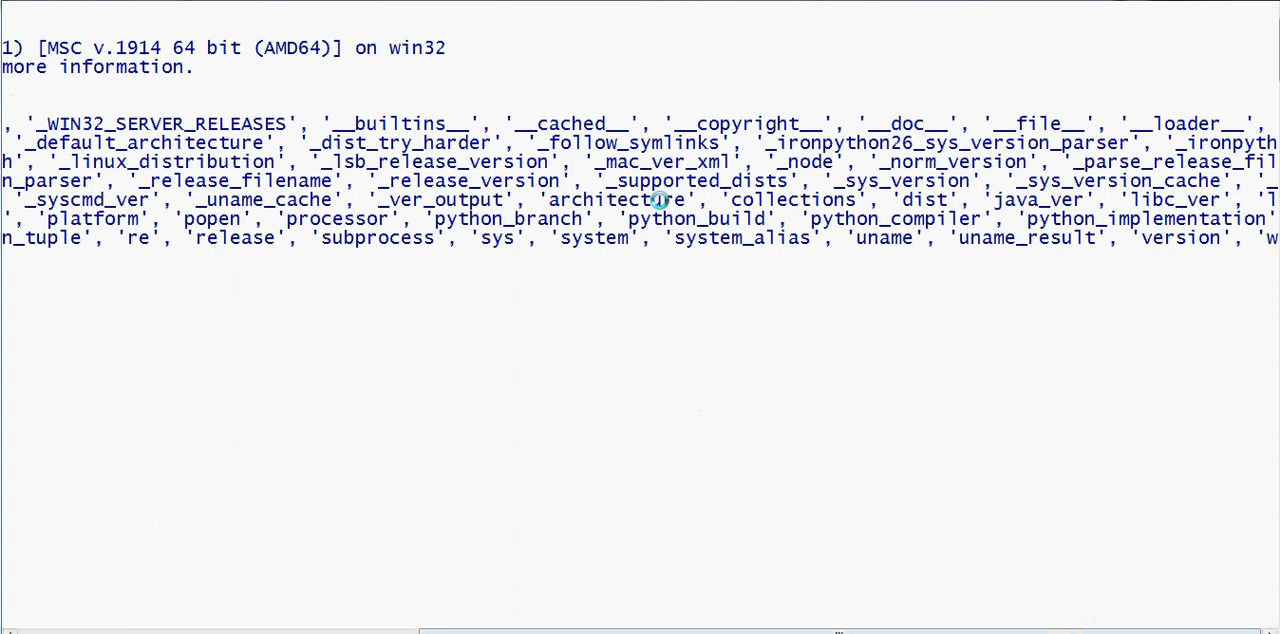 1) [MSC v.1914 64 bit (AMD64)] on win32
more information.
, '_WIN32_SERVER_RELEASES', '__builtins__', '__cached__', '__copyright__', '__doc__', '__file__', '__loader__',
'_default_architecture', '_dist_try_harder', '_follow_symlinks', '_ironpython26_sys_version_parser', '_ironpyth
h', '_linux_distribution', '_lsb_release_version', '_mac_ver_xml', '_node', '_norm_version', '_parse_release_fil
n_parser', '_release_filename', '_release_version', '_supported_dists', '_sys_version', '_sys_version_cache', '_
'_syscmd_ver', '_uname_cache', '_ver_output', 'architecture', 'collections', 'dist', 'java_ver', 'libc_ver', 'l
', 'platform', 'popen', 'processor', 'python_branch', 'python_build', 'python_compiler', 'python_implementation'
n_tuple', 're', 'release', 'subprocess', 'sys', 'system', 'system_alias', 'uname', 'uname_result', 'version', 'w